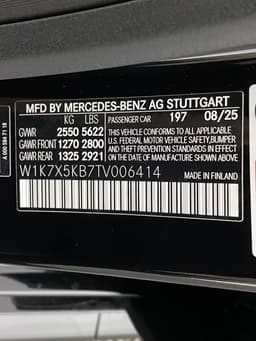 MFD BY MERCEDES-BENZ AG STUTTGART
KG LBS PASSENGER CAR 197 08/25
GVWR 2550 5622 THIS VEHICLE CONFORMS TO ALL APPLICABLE
GAWR FRONT 1270 2800 U.S. FEDERAL MOTOR VEHICLE SAFETY,BUMPER
GAWR REAR 1325 2921 AND THEFT PREVENTION STANDARDS IN EFFECT
ON THE DATE OF MANUFACTURE SHOWN ABOVE.
W1K7X5KB7TV006414 MADE IN FINLAND